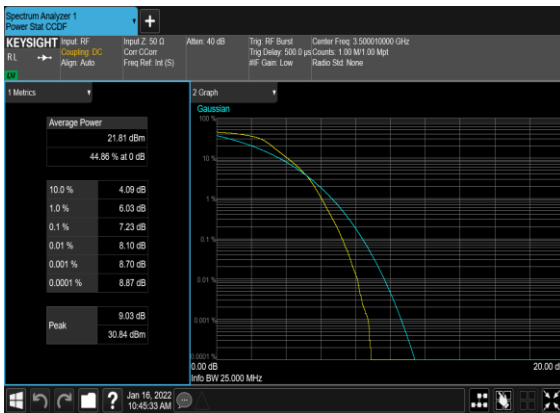 Spectrum Analyzer 1
Power Stat CCDF
+
KEYSIGHT Input: RF Input Z: 50 Ω Atten: 40 dB Trig: RF Burst Center Freq: 3.500010000 GHz
RL Coupling: DC Corr CCorr Trig Delay: 500.0 µs Counts: 1.00 M/1.00 Mpt
Align: Auto Freq Ref: Int (S) #IF Gain: Low Radio Std: None
1 Metrics
2 Graph
Average Power
21.81 dBm
44.86 % at 0 dB
10.0 % 4.09 dB
1.0 % 6.03 dB
0.1 % 7.23 dB
0.01 % 8.10 dB
0.001 % 8.70 dB
0.0001 % 8.87 dB
Peak 9.03 dB
30.84 dBm
Gaussian
100 %
10 %
1 %
0.1 %
0.01 %
0.001 %
0.0001 %
0.00 dB 20.00 d
Info BW 25.000 MHz
? Jan 16, 2022
10:45:33 AM